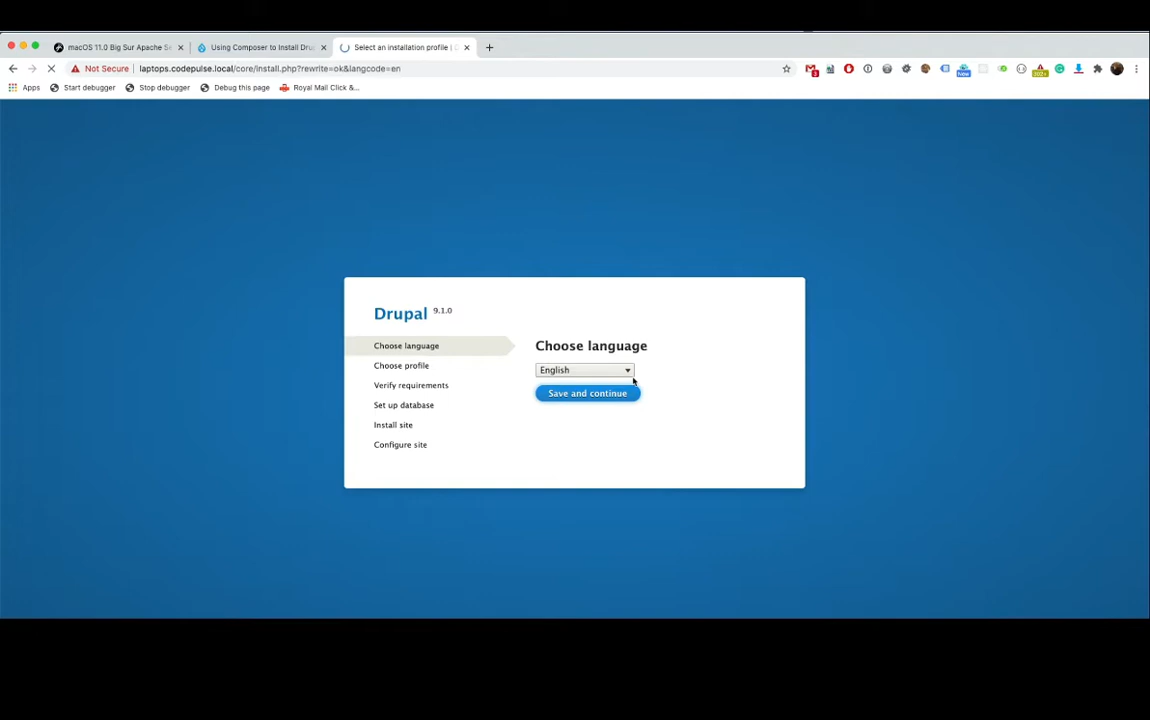 macOS 11.0 Big Sur Apache Se
Using Composer to Install Dru
Select an installation profile | D
Not Secure
laptops.codepulse.local/core/install.php?rewrite=ok&langcode=en
Apps
Start debugger
Stop debugger
Debug this page
Royal Mail Click &...
New
Drupal 9.1.0
Choose language
Choose profile
Verify requirements
Set up database
Install site
Configure site
Choose language
English
Save and continue